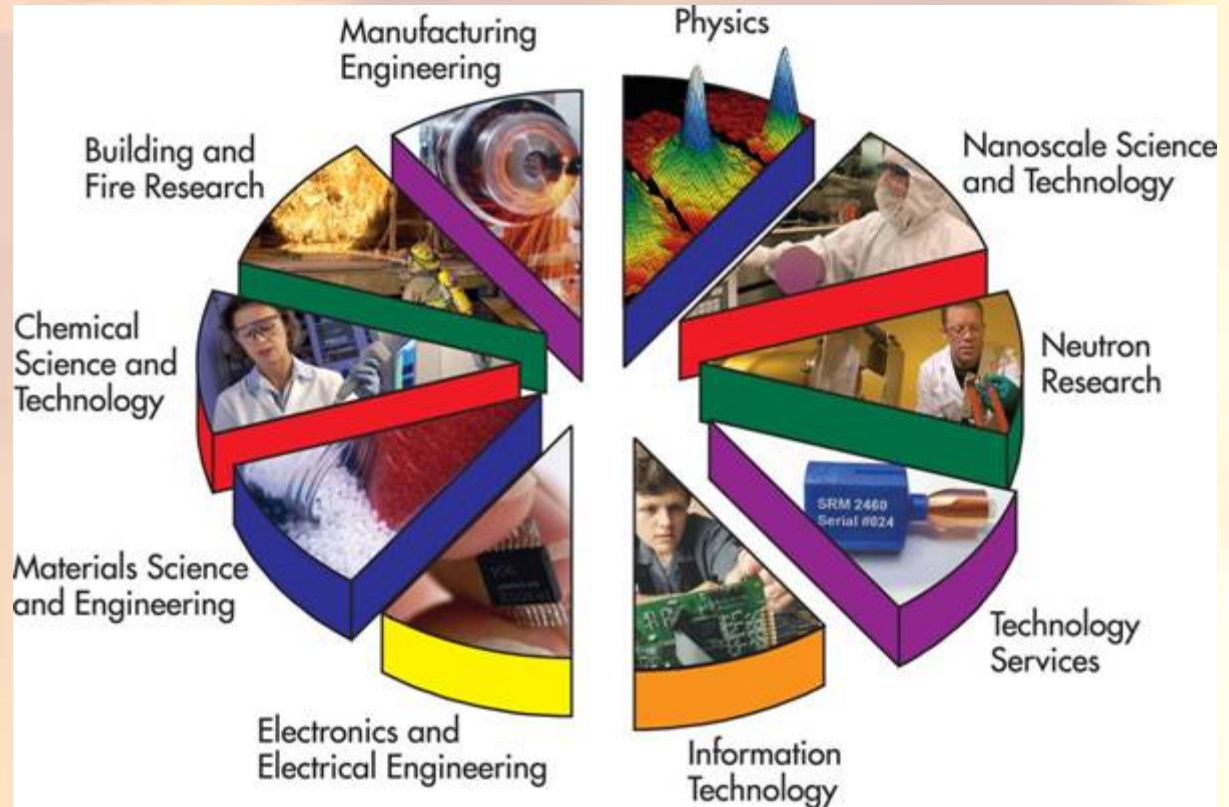 Manufacturing
Engineering
Physics
Building and
Fire Research
Nanoscale Science
and Technology
Chemical
Science and
Technology
Neutron
Research
SRM 2460
Serial #024
Materials Science
and Engineering
Technology
Services
Electronics and
Electrical Engineering
Information
Technology